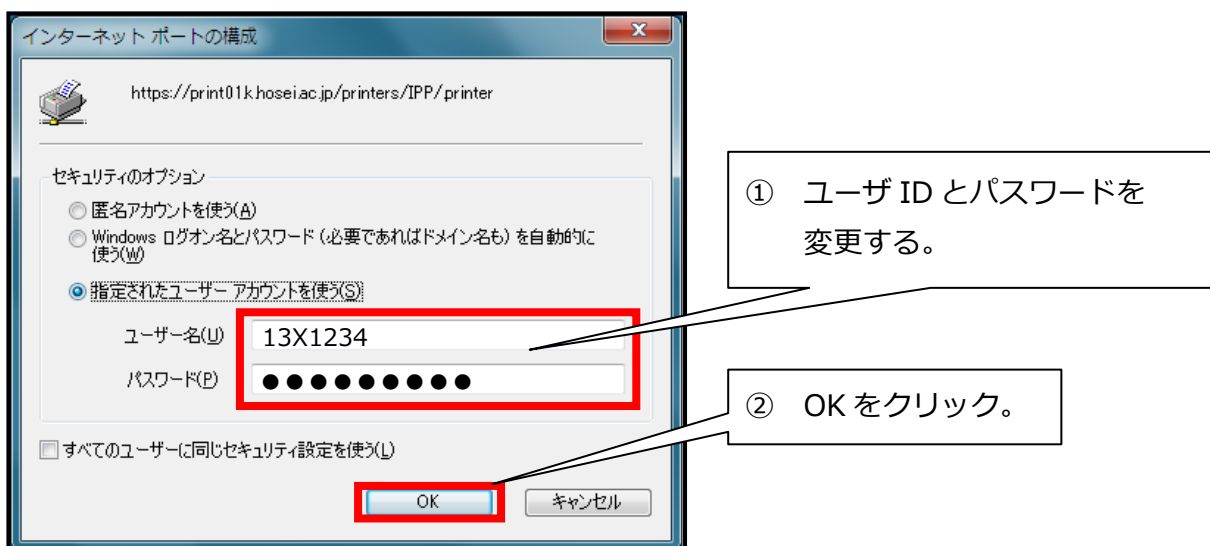 インターネット ポートの構成
https://print01k.hosei.ac.jp/printers/IPP/.printer
セキュリティのオプション
匿名アカウントを使う(A)
Windows ログオン名とパスワード (必要であればドメイン名も) を自動的に
使う(W)
指定されたユーザー アカウントを使う(S)
ユーザー名(U)
13X1234
パスワード(P)
●●●●●●●●●
すべてのユーザーに同じセキュリティ設定を使う(L)
OK
キャンセル
① ユーザ ID とパスワードを
変更する。
② OK をクリック。